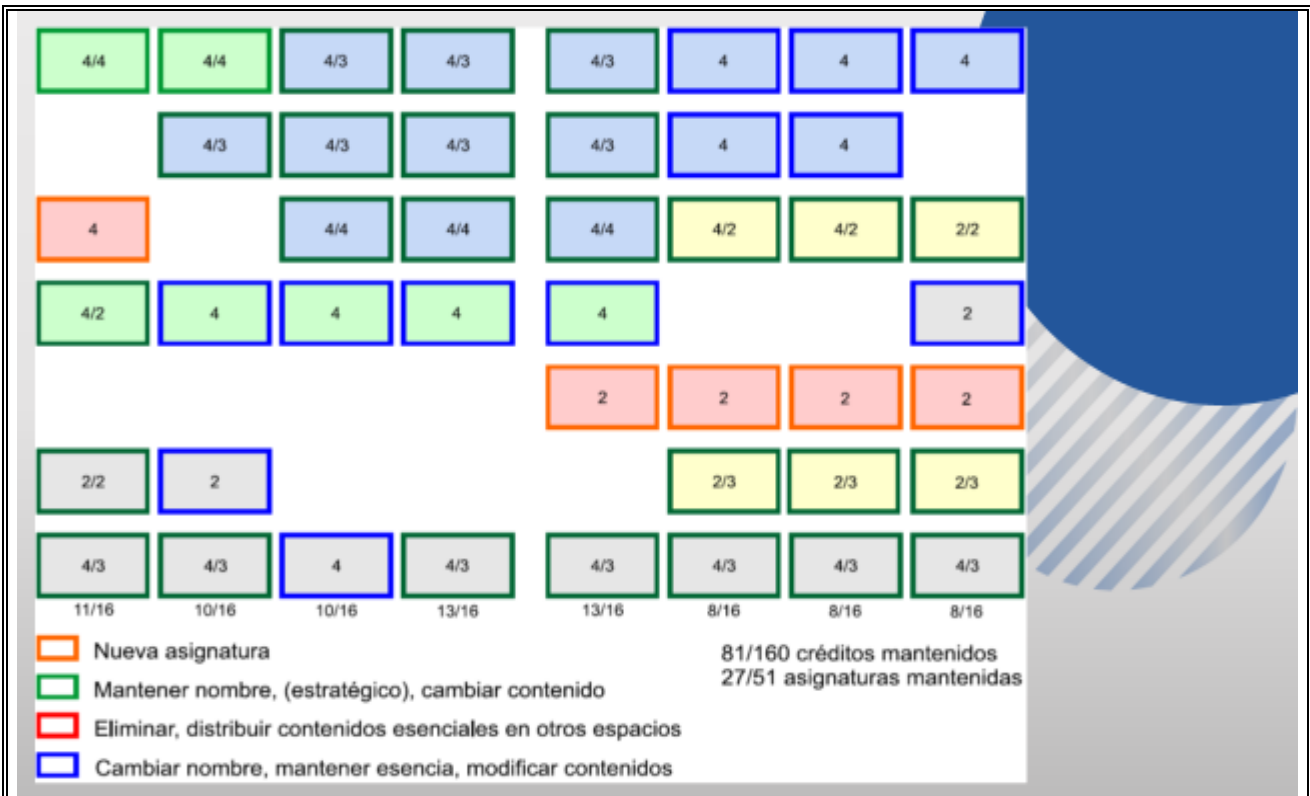 4/4 4/4 4/3 4/3 4/3 4 4 4
4/3 4/3 4/3 4/3 4 4
4 4/4 4/4 4/4 4/2 4/2 2/2
4/2 4 4 4 4 2
2 2 2 2
2/2 2 2/3 2/3 2/3
4/3 4/3 4 4/3 4/3 4/3 4/3 4/3
11/16 10/16 10/16 13/16 13/16 8/16 8/16 8/16
Nueva asignatura
Mantener nombre, (estratégico), cambiar contenido
Eliminar, distribuir contenidos esenciales en otros espacios
Cambiar nombre, mantener esencia, modificar contenidos
81/160 créditos mantenidos
27/51 asignaturas mantenidas